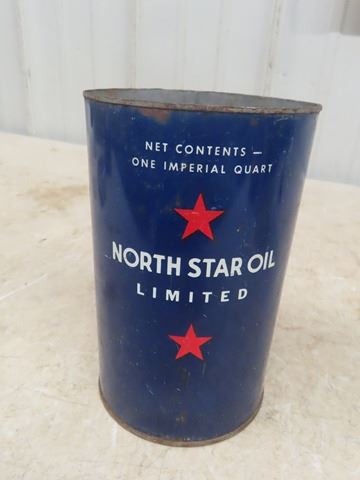 NET CONTENTS —
ONE IMPERIAL QUART
NORTH STAR OIL
LIMITED